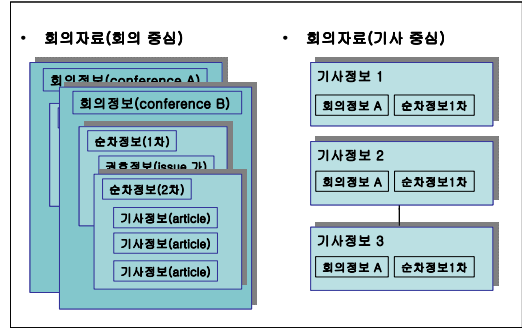 • 회의자료(회의 중심)
회의정보(conference A)
회의정보(conference B)
순차정보(1차)
권호정보(issue 가)
순차정보(2차)
기사정보(article)
기사정보(article)
기사정보(article)
• 회의자료(기사 중심)
기사정보 1
회의정보 A 순차정보1차
기사정보 2
회의정보 A 순차정보1차
기사정보 3
회의정보 A 순차정보1차